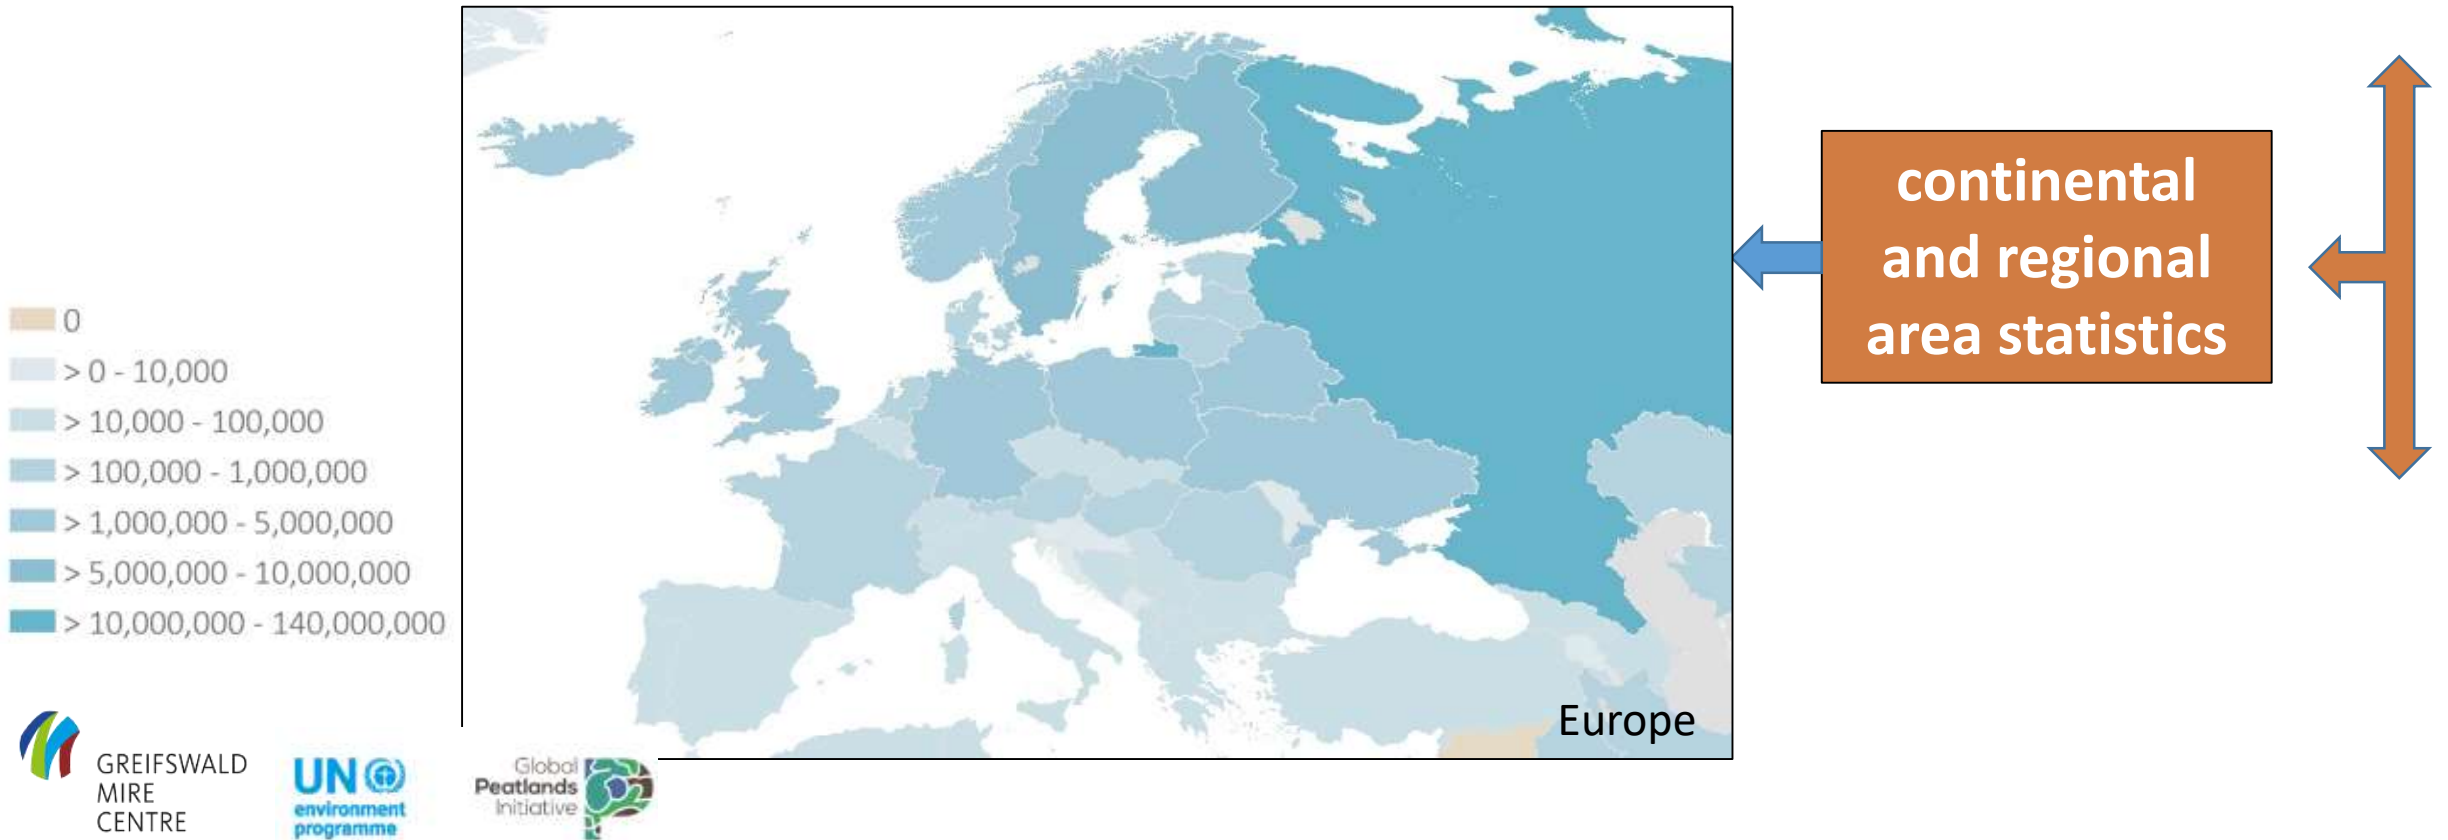 0
> 0 - 10,000
> 10,000 - 100,000
> 100,000 - 1,000,000
> 1,000,000 - 5,000,000
> 5,000,000 - 10,000,000
> 10,000,000 - 140,000,000
Europe
continental
and regional
area statistics
GREIFSWALD
MIRE
CENTRE
UN
environment
programme
Global
Peatlands
Initiative